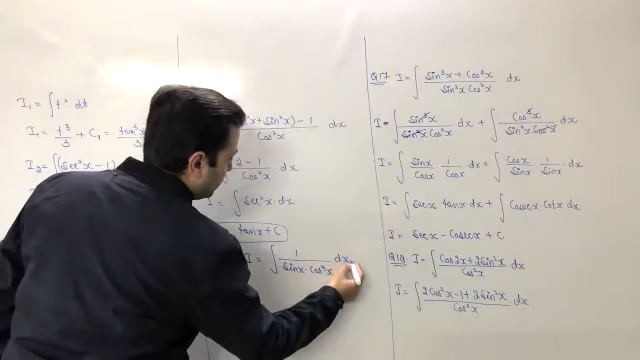 I₁ = ∫ t² dt
I₁ = t³/3 + C₁ = tan³x/3
I₂ = ∫(sec²x - 1)
x + sin²x) - 1 / Cos²x dx
2 - 1 / Cos²x . dx
I = ∫ sec²x . dx
tanx + C
I = ∫ 1 / sinx . cos³x dx
Q17 I = ∫ sin³x + cos³x / sin²x cos²x dx
I = ∫ sin³x / sin²x cos²x . dx + ∫ cos³x / sin²x cos²x dx
I = ∫ sinx / cosx 1 / cosx . dx + ∫ cosx / sinx 1 / sinx . dx
I = ∫ secx tanx dx + ∫ cosecx cotx dx
I = secx - cosecx + C
Q18 I = ∫ cos2x + 2sin²x / cos²x dx
I = ∫ 2cos²x - 1 + 2sin²x / cos²x dx